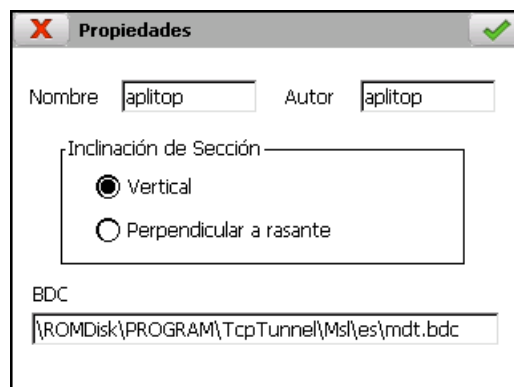 Propiedades
Nombre aplitop Autor aplitop
Inclinación de Sección
Vertical
Perpendicular a rasante
BDC
\ROMDisk\PROGRAM\TcpTunnel\Msl\es\mdt.bdc